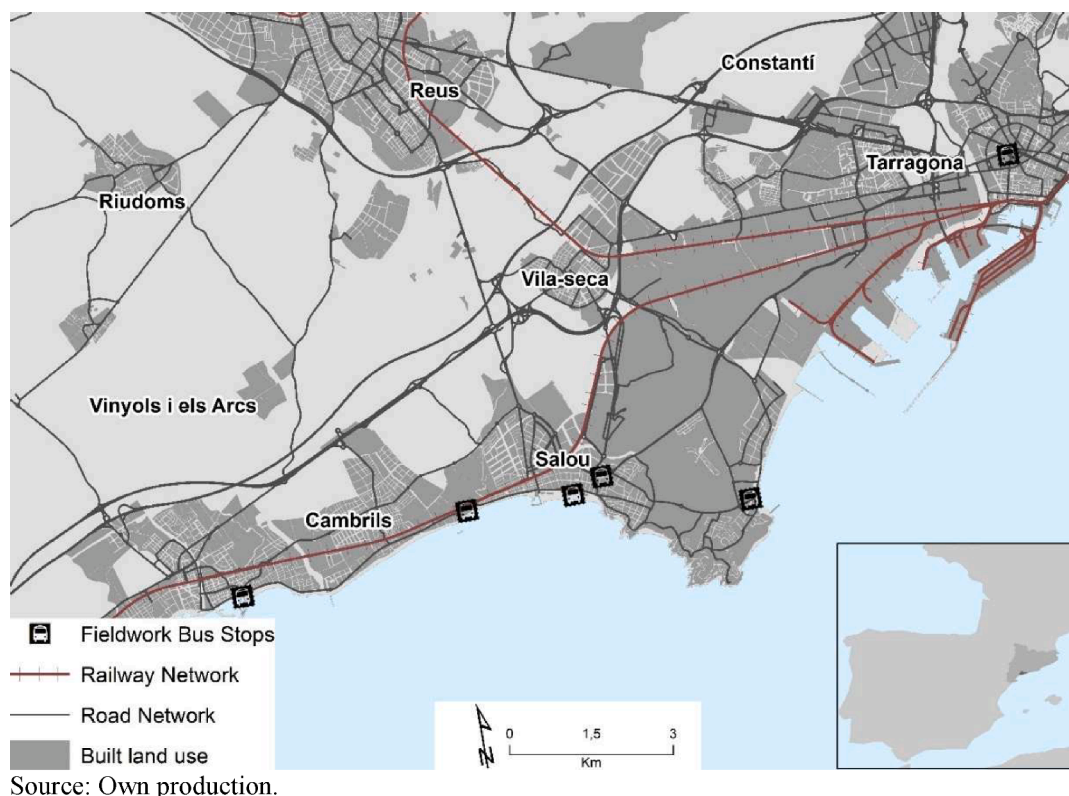 Constantí
Reus
Tarragona
Riudoms
Vila-seca
Vinyols i els Arcs
Salou
Cambrils
Fieldwork Bus Stops
Railway Network
Road Network
Built land use
N
0 1,5 3
Km
Source: Own production.